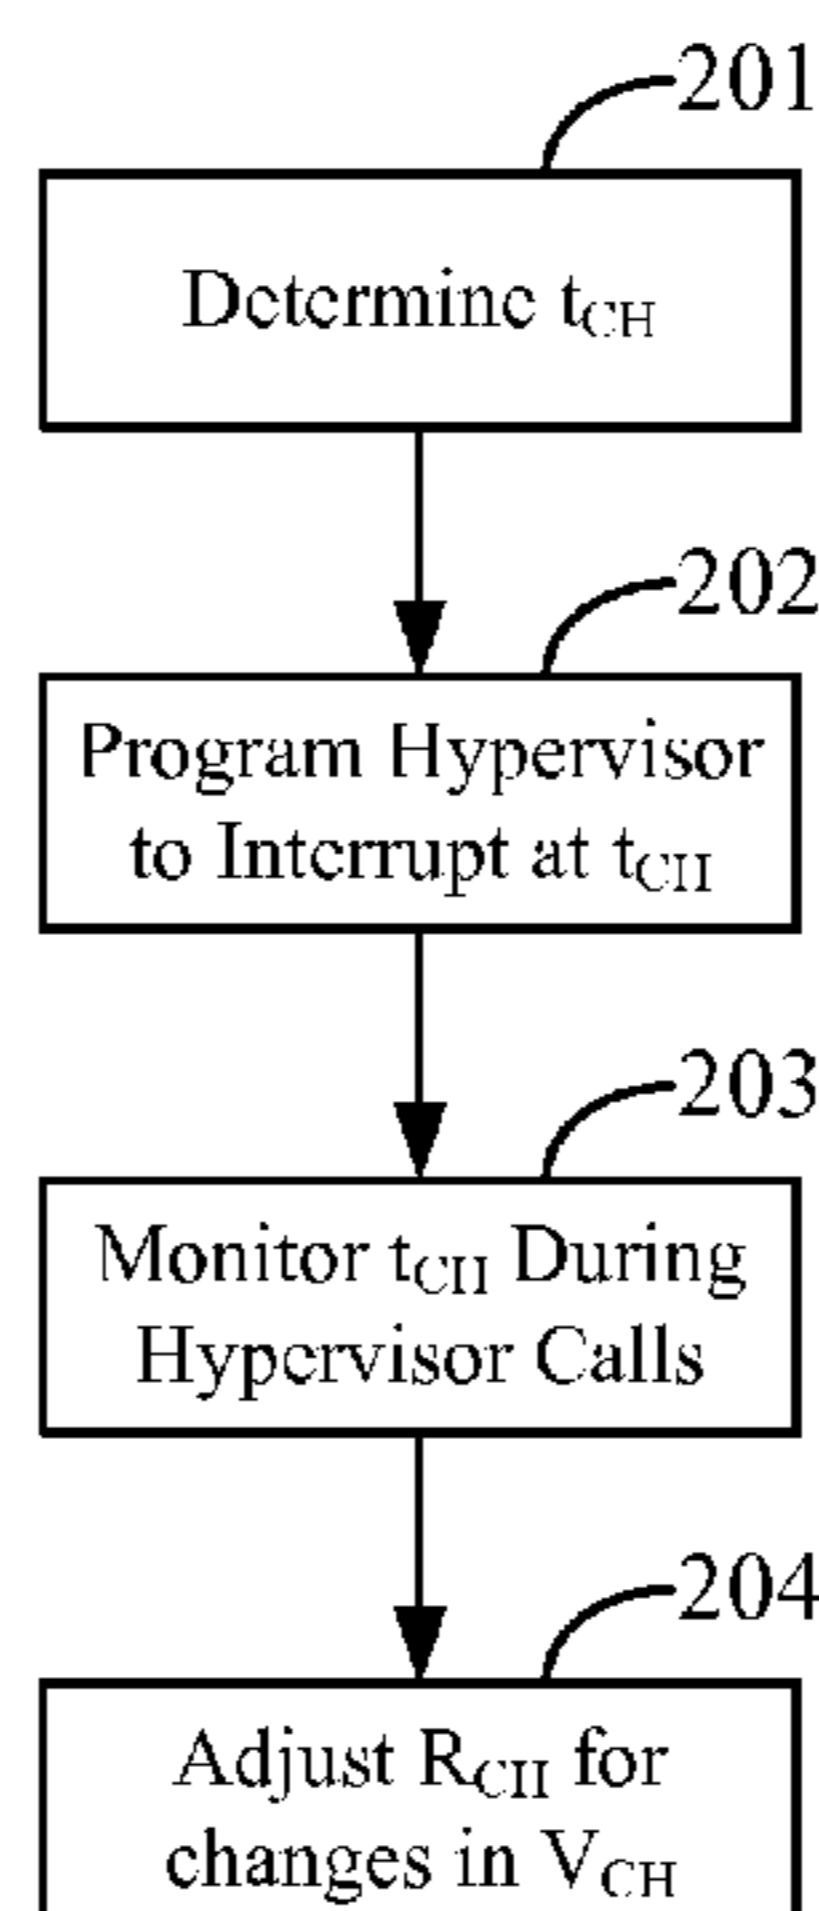 201
Determine tCH
202
Program Hypervisor
to Interrupt at tCH
203
Monitor tCH During
Hypervisor Calls
204
Adjust RCH for
changes in VCH